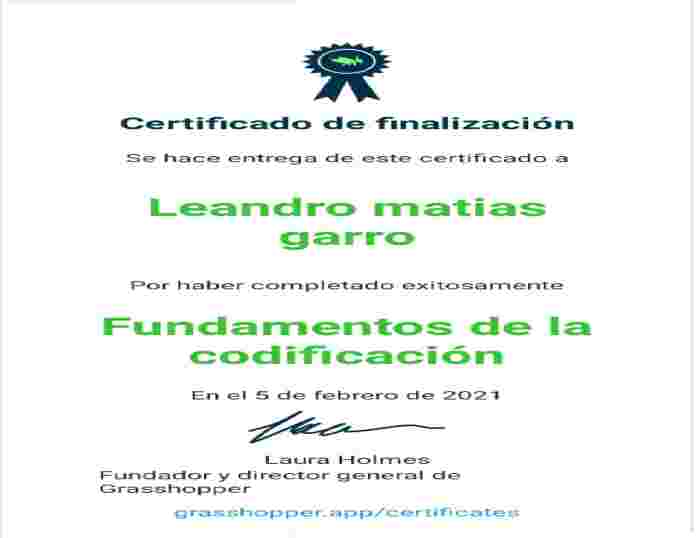 Certificado de finalización
Se hace entrega de este certificado a
Leandro matias
garro
Por haber completado exitosamente
Fundamentos de la
codificación
En el 5 de febrero de 2021
Laura Holmes
Fundador y director general de
Grasshopper
grasshopper.app/certificates